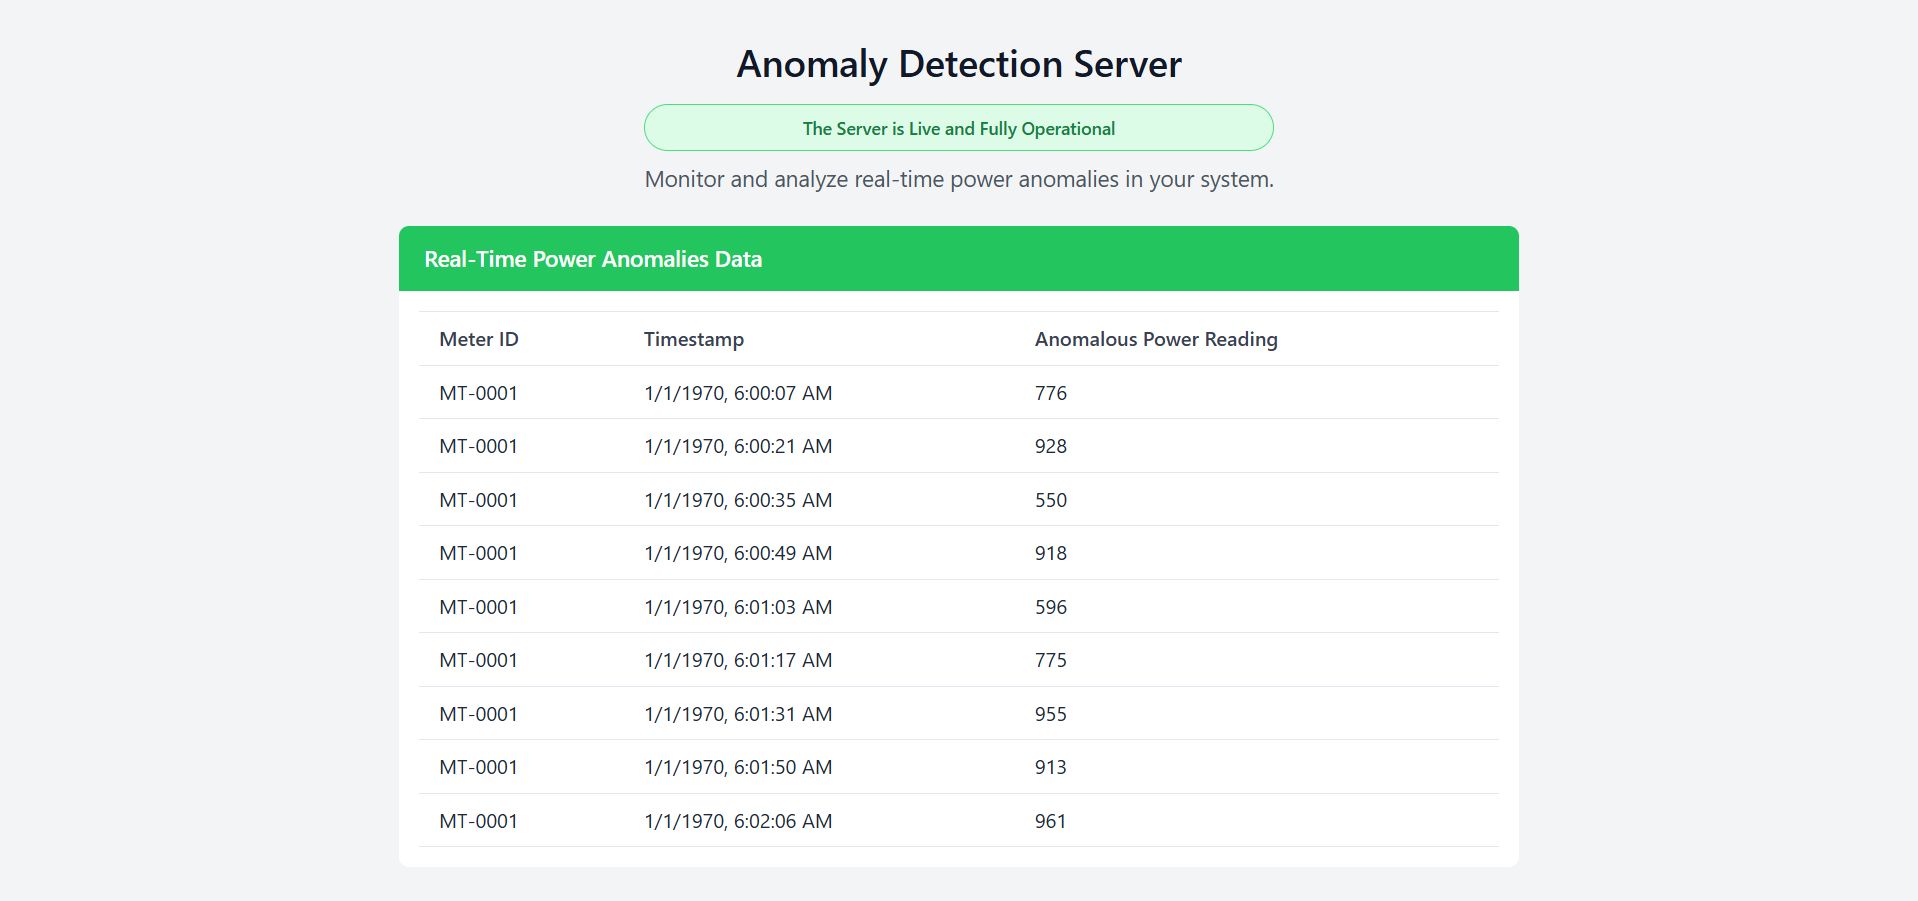 Anomaly Detection Server
The Server is Live and Fully Operational
Monitor and analyze real-time power anomalies in your system.
Real-Time Power Anomalies Data
Meter ID Timestamp Anomalous Power Reading
MT-0001 1/1/1970, 6:00:07 AM 776
MT-0001 1/1/1970, 6:00:21 AM 928
MT-0001 1/1/1970, 6:00:35 AM 550
MT-0001 1/1/1970, 6:00:49 AM 918
MT-0001 1/1/1970, 6:01:03 AM 596
MT-0001 1/1/1970, 6:01:17 AM 775
MT-0001 1/1/1970, 6:01:31 AM 955
MT-0001 1/1/1970, 6:01:50 AM 913
MT-0001 1/1/1970, 6:02:06 AM 961